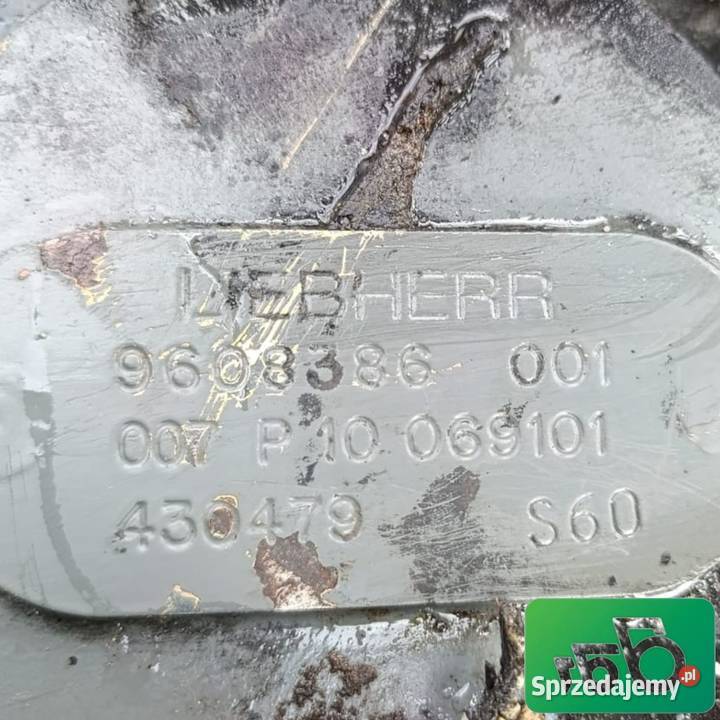 LIEBHERR
9608386 001
007 P 10 069101
430479 S60
Sprzedajemy.pl